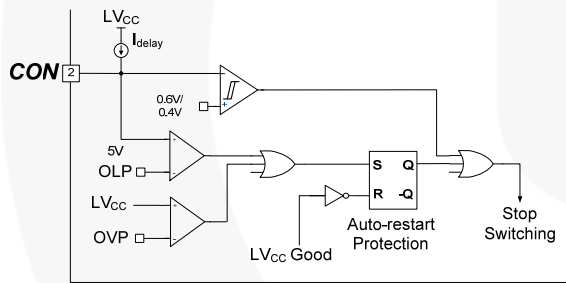 LVCC
Idelay
CON 2
0.6V/
0.4V
- +
5V
OLP
+ -
LVCC
OVP
+ -
S Q
R -Q
LVCC Good
Auto-restart
Protection
Stop
Switching